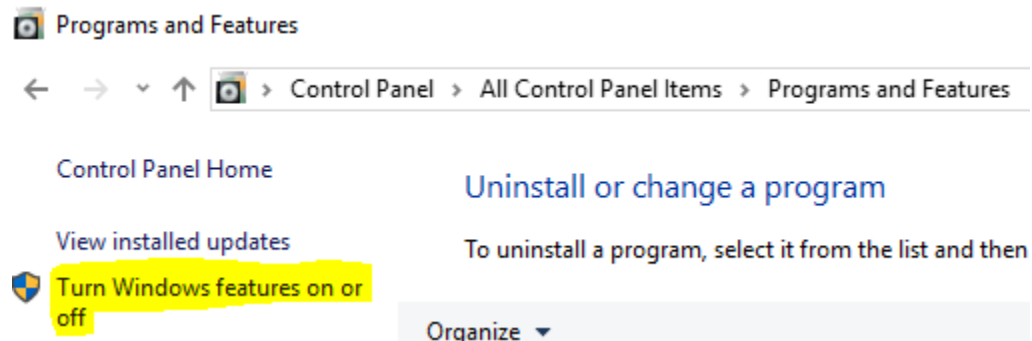 Programs and Features
Control Panel > All Control Panel Items > Programs and Features
Control Panel Home
Uninstall or change a program
View installed updates
To uninstall a program, select it from the list and then
Turn Windows features on or
off
Organize